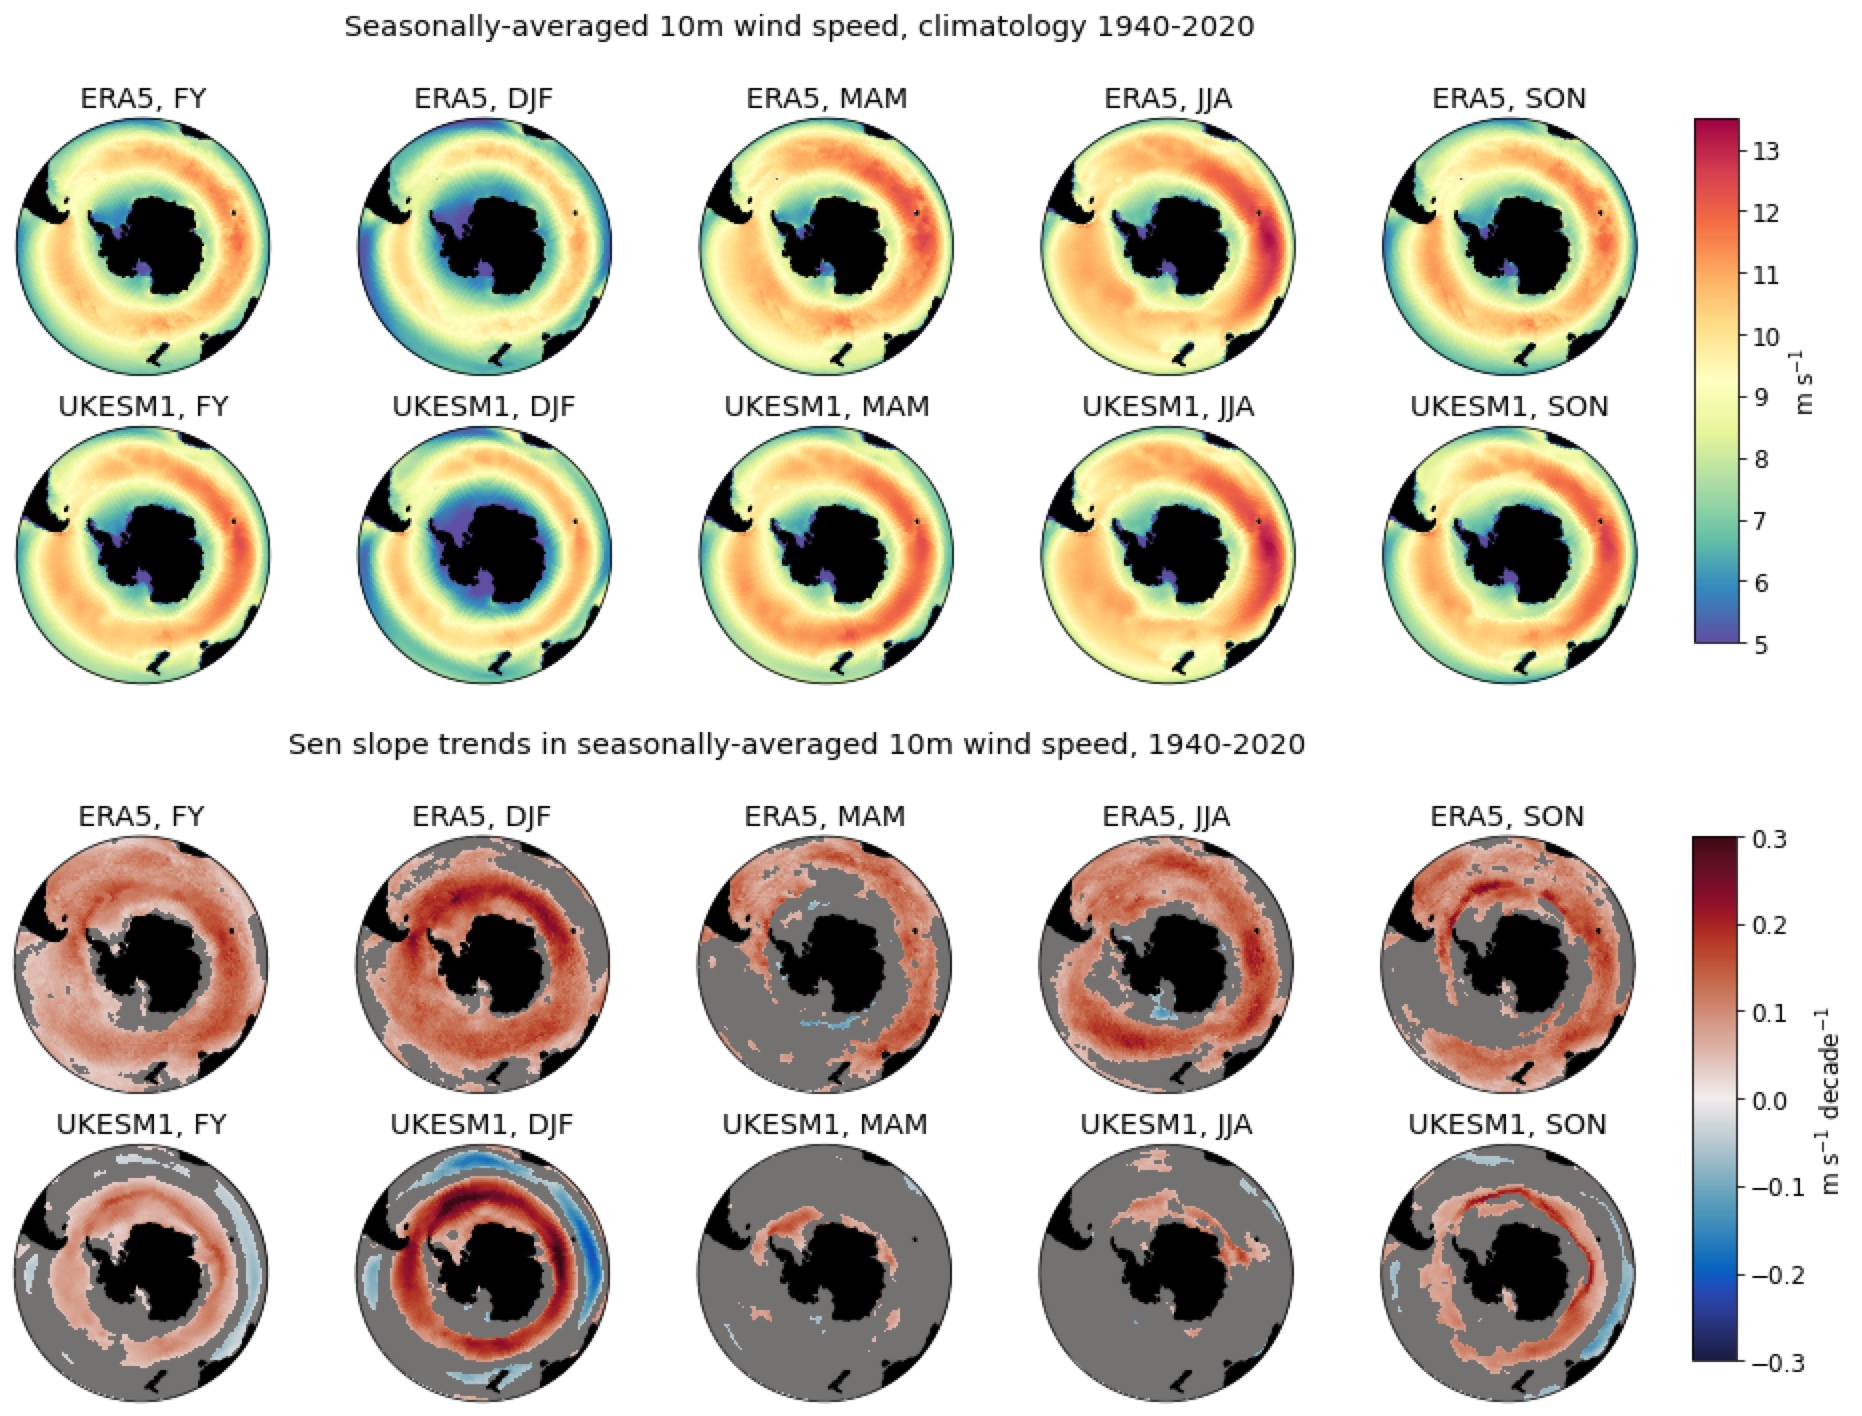 Seasonally-averaged 10m wind speed, climatology 1940-2020
ERA5, FY
ERA5, DJF
ERA5, MAM
ERA5, JJA
ERA5, SON
13
12
11
10
9
8
7
6
5
m s⁻¹
UKESM1, FY
UKESM1, DJF
UKESM1, MAM
UKESM1, JJA
UKESM1, SON
Sen slope trends in seasonally-averaged 10m wind speed, 1940-2020
ERA5, FY
ERA5, DJF
ERA5, MAM
ERA5, JJA
ERA5, SON
0.3
0.2
0.1
0.0
−0.1
−0.2
−0.3
m s⁻¹ decade⁻¹
UKESM1, FY
UKESM1, DJF
UKESM1, MAM
UKESM1, JJA
UKESM1, SON